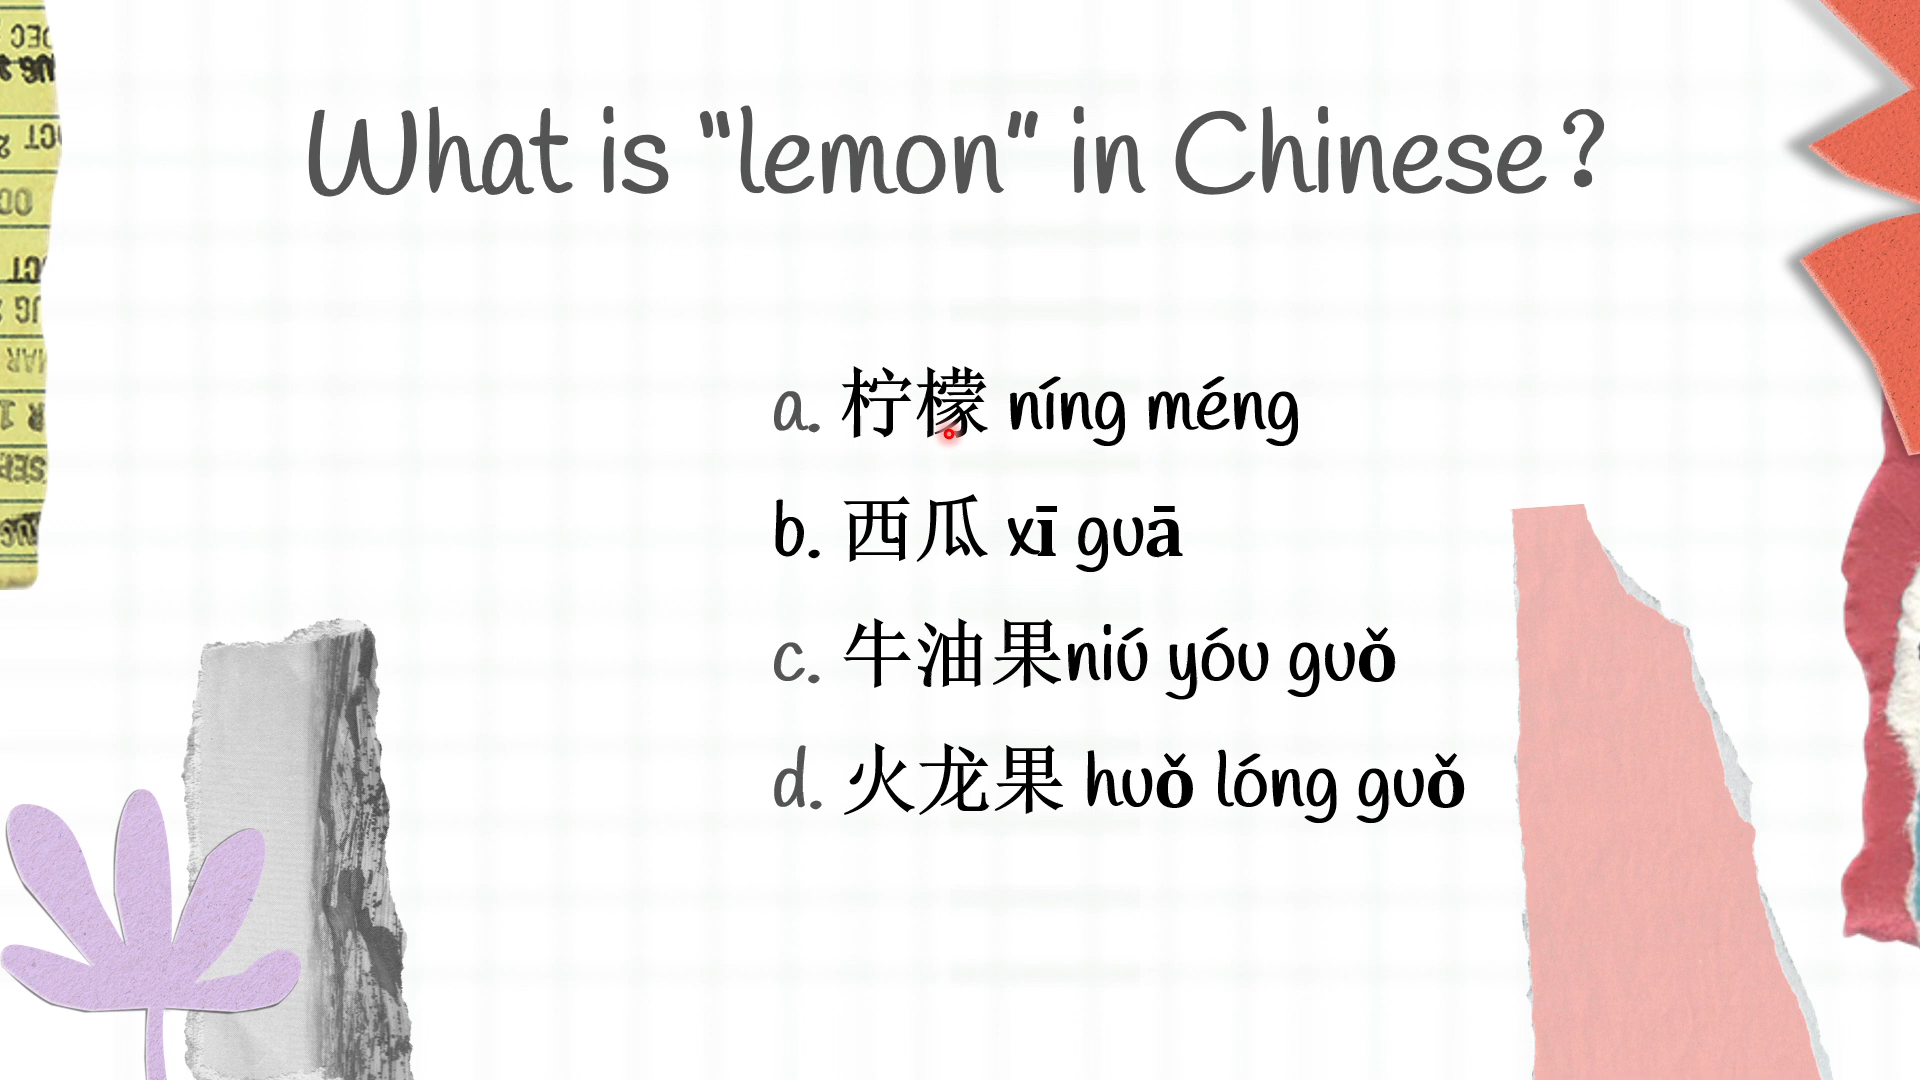 What is "lemon" in Chinese?
a. 柠檬 níng méng
b. 西瓜 xī guā
c. 牛油果niú yóu guǒ
d. 火龙果 huǒ lóng guǒ